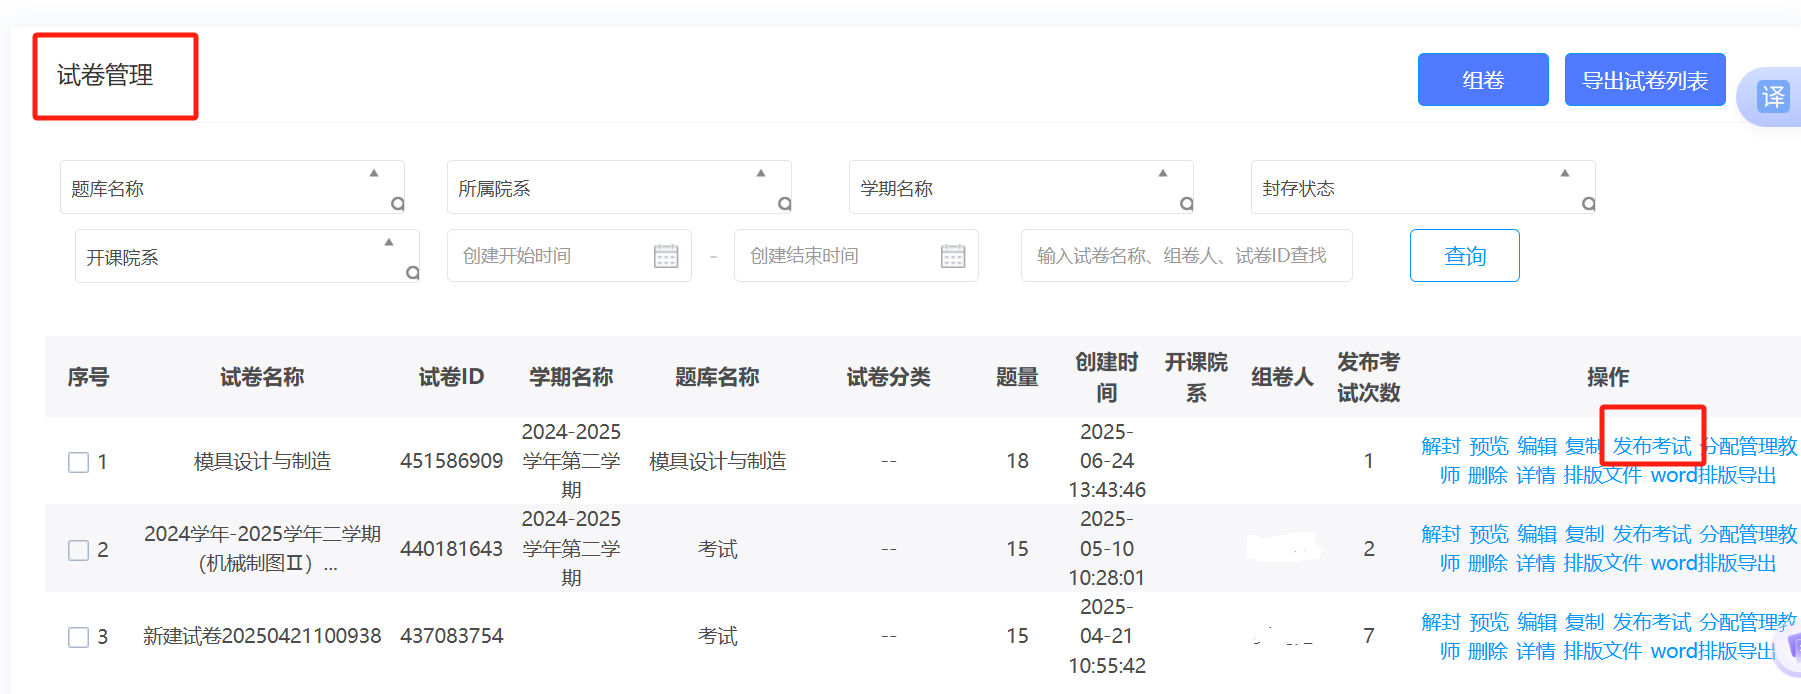 试卷管理
组卷 导出试卷列表
译
题库名称 所属院系 学期名称 封存状态
开课院系 创建开始时间 - 创建结束时间 输入试卷名称、组卷人、试卷ID查找 查询
序号 试卷名称 试卷ID 学期名称 题库名称 试卷分类 题量 创建时间 开课院系 组卷人 发布考试次数 操作
1 模具设计与制造 451586909 2024-2025学年第二学期 模具设计与制造 -- 18 2025-06-24 13:43:46 1 解封 预览 编辑 复制 发布考试 分配管理教师 删除 详情 排版文件 word排版导出
2 2024学年-2025学年二学期（机械制图Ⅱ）... 440181643 2024-2025学年第二学期 考试 -- 15 2025-05-10 10:28:01 2 解封 预览 编辑 复制 发布考试 分配管理教师 删除 详情 排版文件 word排版导出
3 新建试卷20250421100938 437083754 考试 -- 15 2025-04-21 10:55:42 7 解封 预览 编辑 复制 发布考试 分配管理教师 删除 详情 排版文件 word排版导出